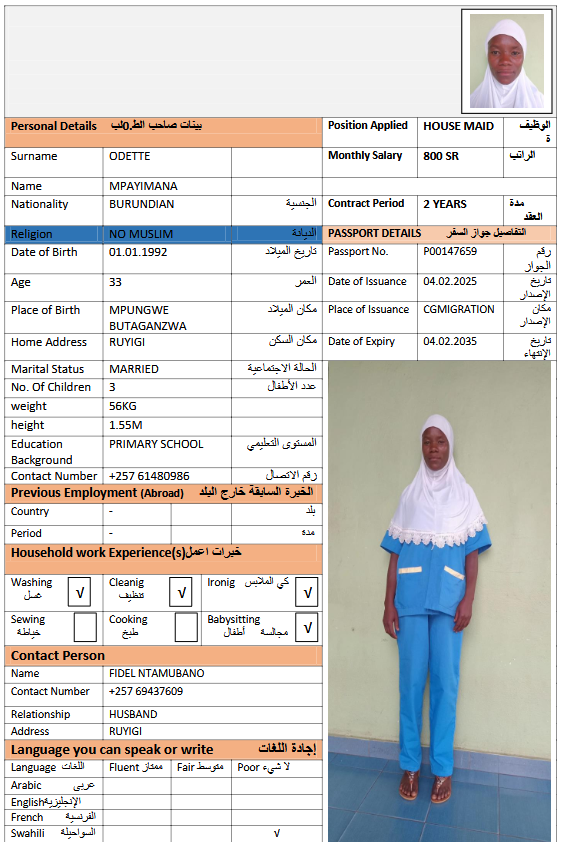 Personal Details بينات صاحب الط.0لب
Position Applied HOUSE MAID الوظيفة
Surname ODETTE
Monthly Salary 800 SR الراتب
Name MPAYIMANA
Nationality BURUNDIAN الجنسية
Contract Period 2 YEARS مدة العقد
Religion NO MUSLIM الديانة
PASSPORT DETAILS التفاصيل جواز السفر
Date of Birth 01.01.1992 تاريخ الميلاد
Passport No. P00147659 رقم الجواز
Age 33 العمر
Date of Issuance 04.02.2025 تاريخ الإصدار
Place of Birth MPUNGWE BUTAGANZWA مكان الميلاد
Place of Issuance CGMIGRATION مكان الإصدار
Home Address RUYIGI مكان السكن
Date of Expiry 04.02.2035 تاريخ الإنتهاء
Marital Status MARRIED الحالة الاجتماعية
No. Of Children 3 عدد الأطفال
weight 56KG
height 1.55M
Education Background PRIMARY SCHOOL المستوى التعليمي
Contact Number +257 61480986 رقم الاتصال
Previous Employment (Abroad) الخبرة السابقة خارج البلد
Country - بلد
Period - مدة
Household work Experience(s) خبرات اعمل
Washing غسل √ Cleanig تنظيف √ Ironig كي الملابس √
Sewing خياطة Cooking طبخ Babysitting مجالسة أطفال √
Contact Person
Name FIDEL NTAMUBANO
Contact Number +257 69437609
Relationship HUSBAND
Address RUYIGI
Language you can speak or write إجادة اللغات
Language اللغات Fluent ممتاز Fair متوسط Poor لا شيء
Arabic عربى
English الإنجليزية
French الفرنسية
Swahili السواحيلة √